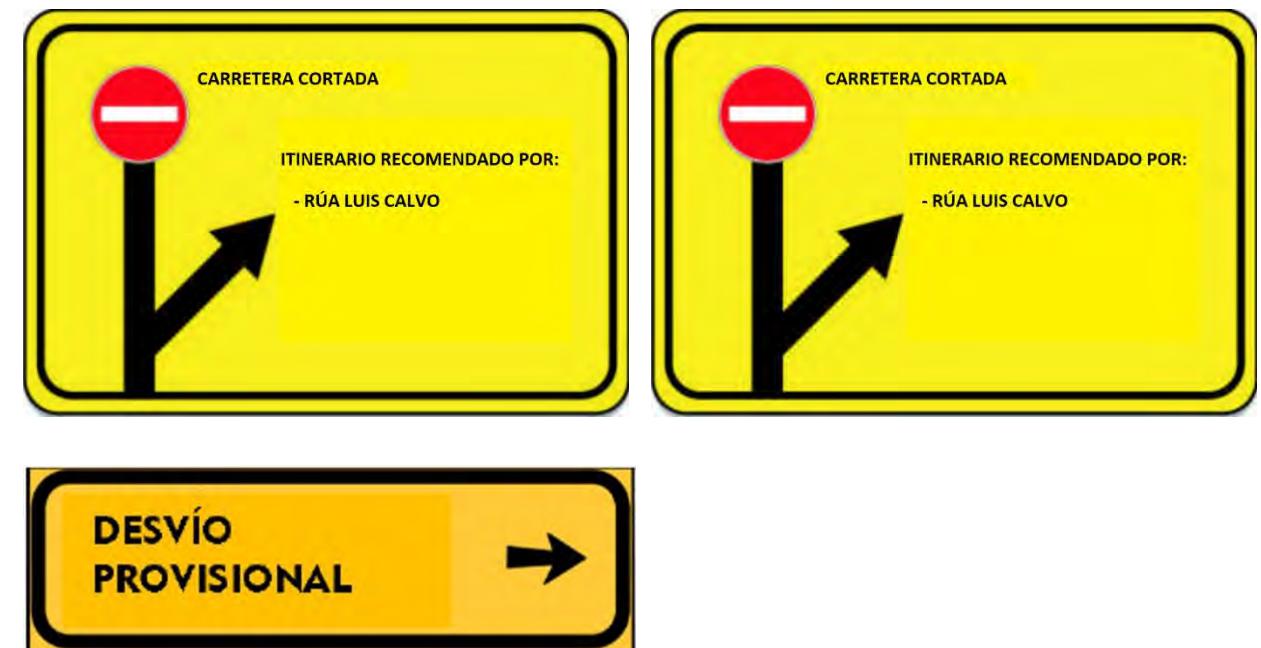 CARRETERA CORTADA
ITINERARIO RECOMENDADO POR:
- RÚA LUIS CALVO
CARRETERA CORTADA
ITINERARIO RECOMENDADO POR:
- RÚA LUIS CALVO
DESVÍO
PROVISIONAL